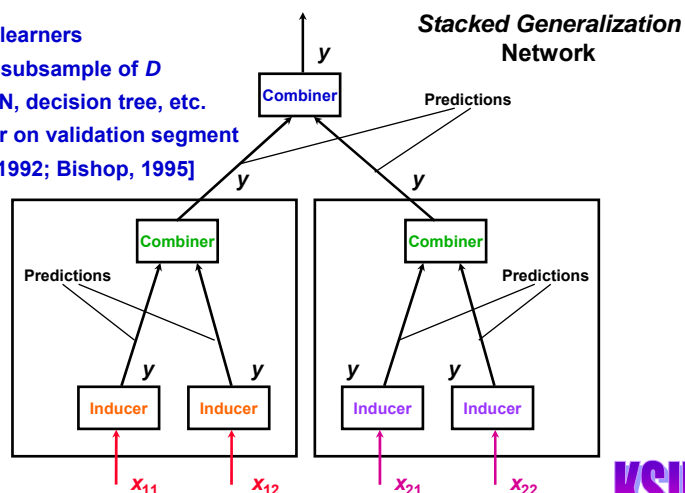 learners
subsample of D
N, decision tree, etc.
r on validation segment
1992; Bishop, 1995]
Stacked Generalization
Network
y
Combiner
Predictions
y
y
Combiner
Combiner
Predictions
Predictions
y
y
y
y
Inducer
Inducer
Inducer
Inducer
x11
x12
x21
x22